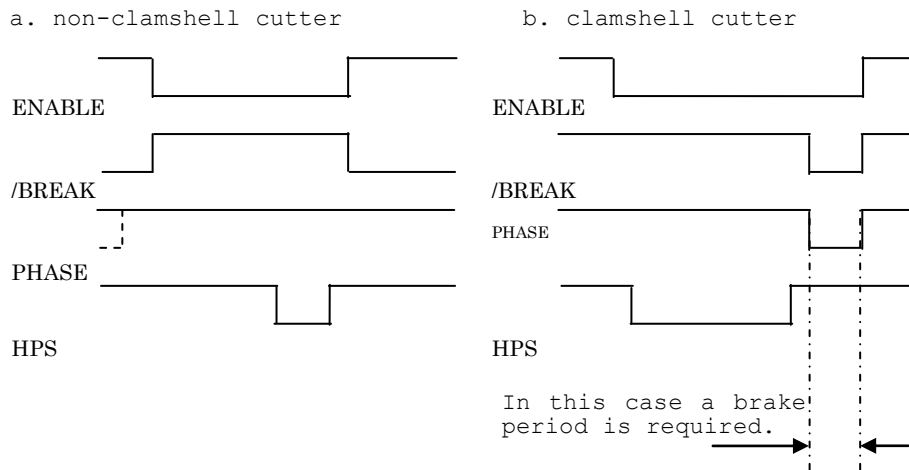 a. non-clamshell cutter
ENABLE
/BREAK
PHASE
HPS
b. clamshell cutter
ENABLE
/BREAK
PHASE
HPS
In this case a brake
period is required.